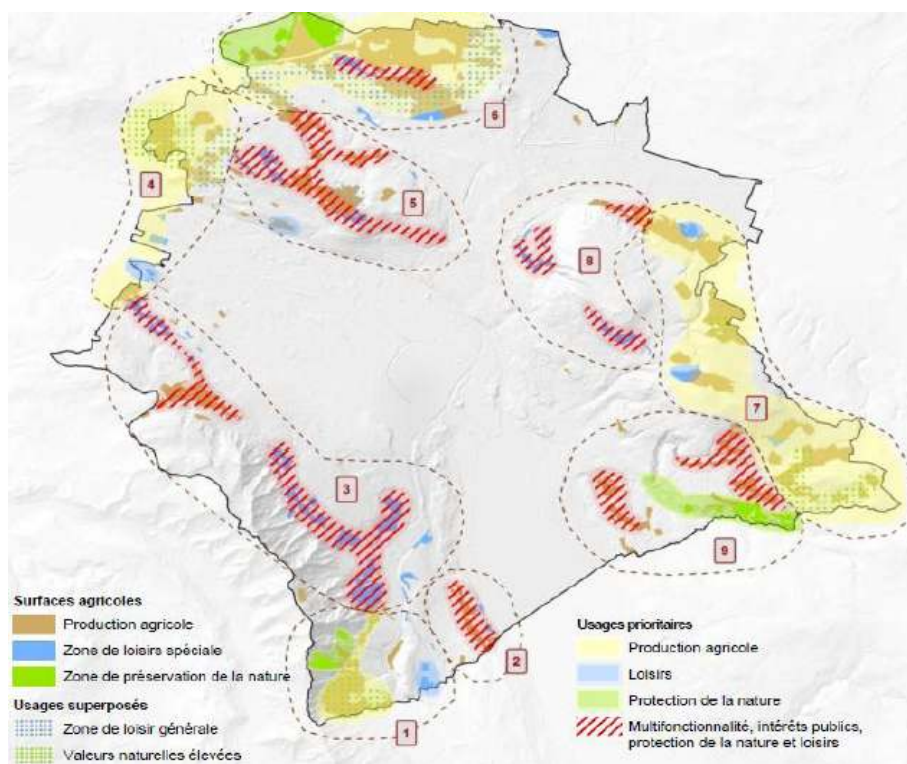 6
4
5
8
7
3
9
2
1
Surfaces agricoles
Production agricole
Zone de loisirs spéciale
Zone de préservation de la nature
Usages superposés
Zone de loisir générale
Valeurs naturelles élevées
Usages prioritaires
Production agricole
Loisirs
Protection de la nature
Multifonctionnalité, intérêts publics,
protection de la nature et loisirs